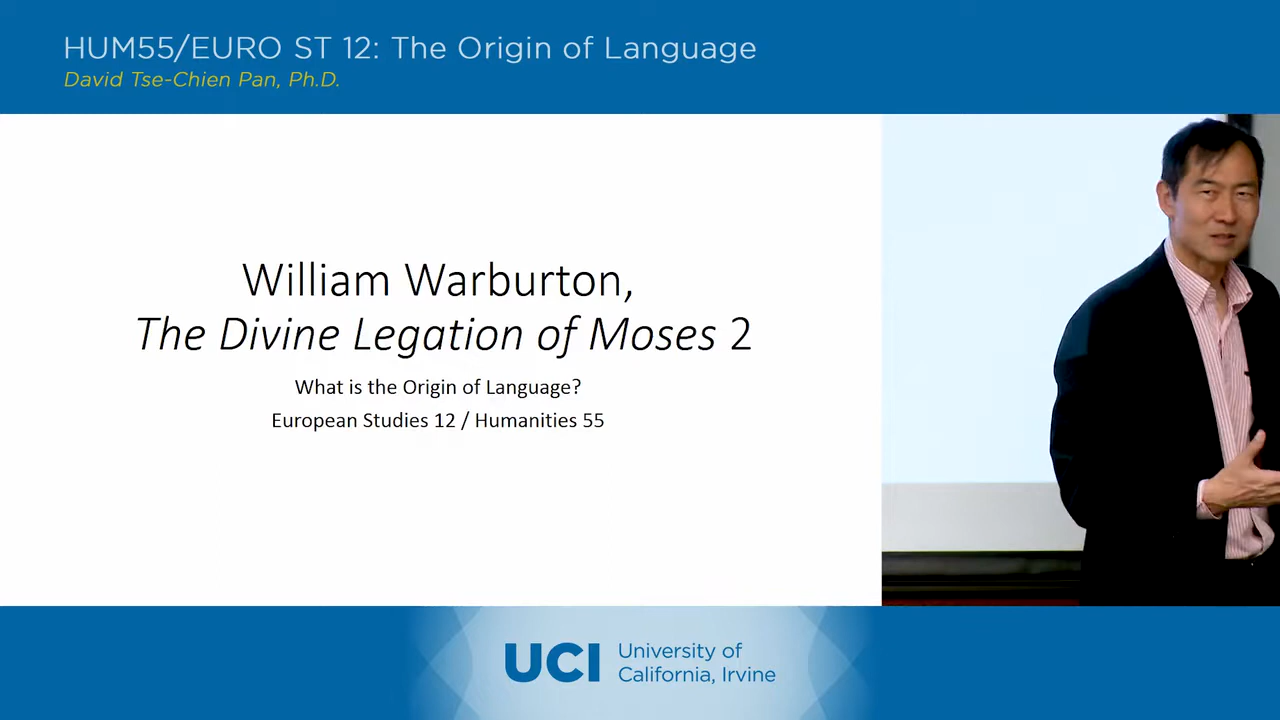 HUM55/EURO ST 12: The Origin of Language
David Tse-Chien Pan, Ph.D.
William Warburton,
The Divine Legation of Moses 2
What is the Origin of Language?
European Studies 12 / Humanities 55
UCI University of
California, Irvine